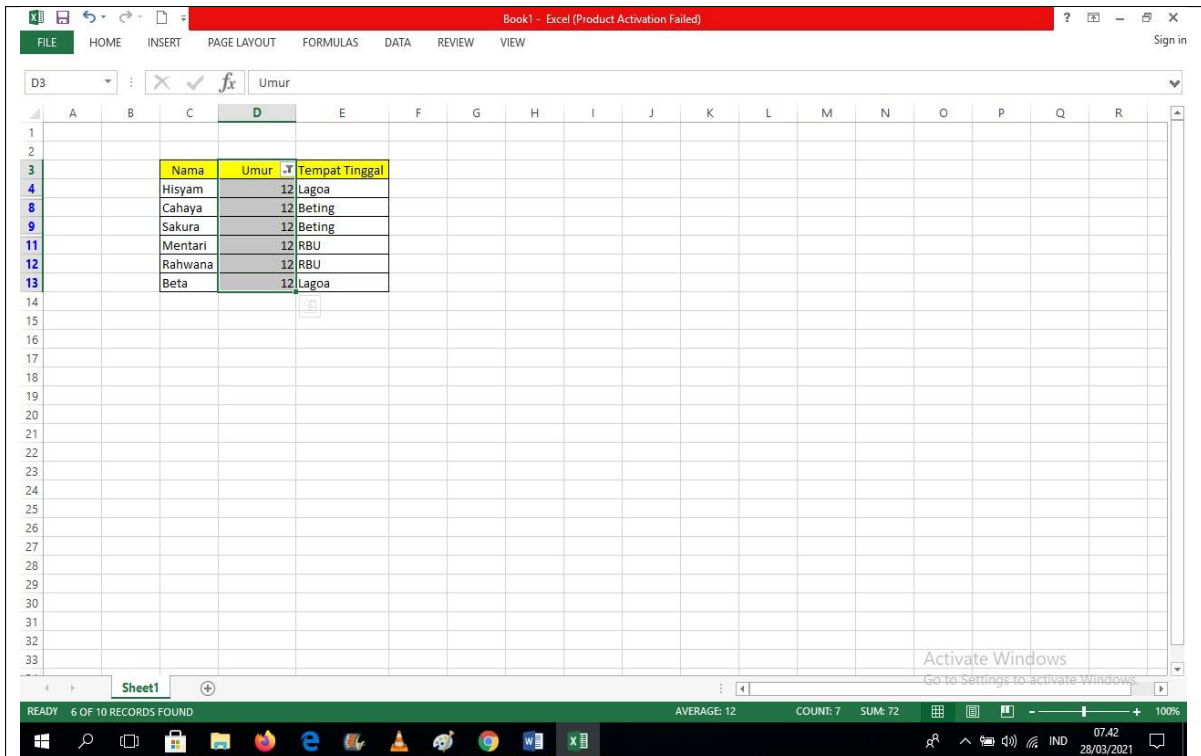 Book1 - Excel (Product Activation Failed)
?
FILE HOME INSERT PAGE LAYOUT FORMULAS DATA REVIEW VIEW Sign in
D3 fx Umur
A B C D E F G H I J K L M N O P Q R
1
2
3 Nama Umur Tempat Tinggal
4 Hisyam 12 Lagoa
8 Cahaya 12 Beting
9 Sakura 12 Beting
11 Mentari 12 RBU
12 Rahwana 12 RBU
13 Beta 12 Lagoa
14
15
16
17
18
19
20
21
22
23
24
25
26
27
28
29
30
31
32
33
Activate Windows
Go to Settings to activate Windows.
Sheet1
READY 6 OF 10 RECORDS FOUND AVERAGE: 12 COUNT: 7 SUM: 72 100%
IND 07.42
28/03/2021